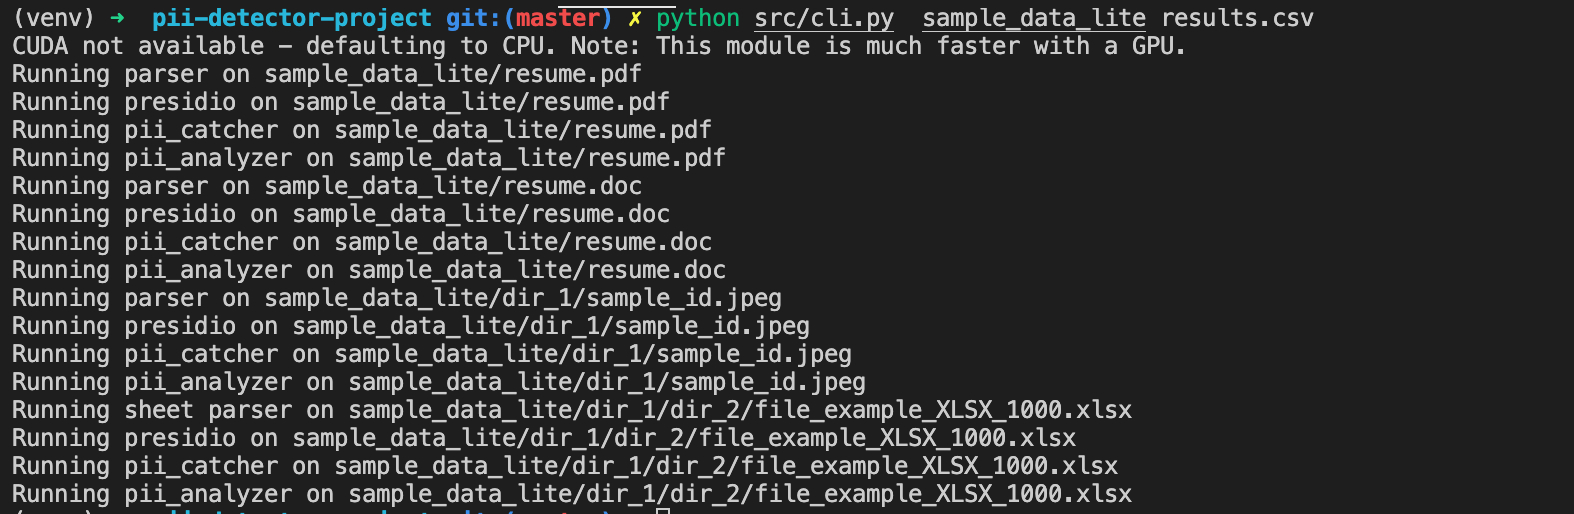 (venv) ➜  pii-detector-project git:(master) ✗ python src/cli.py  sample_data_lite results.csv
CUDA not available - defaulting to CPU. Note: This module is much faster with a GPU.
Running parser on sample_data_lite/resume.pdf
Running presidio on sample_data_lite/resume.pdf
Running pii_catcher on sample_data_lite/resume.pdf
Running pii_analyzer on sample_data_lite/resume.pdf
Running parser on sample_data_lite/resume.doc
Running presidio on sample_data_lite/resume.doc
Running pii_catcher on sample_data_lite/resume.doc
Running pii_analyzer on sample_data_lite/resume.doc
Running parser on sample_data_lite/dir_1/sample_id.jpeg
Running presidio on sample_data_lite/dir_1/sample_id.jpeg
Running pii_catcher on sample_data_lite/dir_1/sample_id.jpeg
Running pii_analyzer on sample_data_lite/dir_1/sample_id.jpeg
Running sheet parser on sample_data_lite/dir_1/dir_2/file_example_XLSX_1000.xlsx
Running presidio on sample_data_lite/dir_1/dir_2/file_example_XLSX_1000.xlsx
Running pii_catcher on sample_data_lite/dir_1/dir_2/file_example_XLSX_1000.xlsx
Running pii_analyzer on sample_data_lite/dir_1/dir_2/file_example_XLSX_1000.xlsx